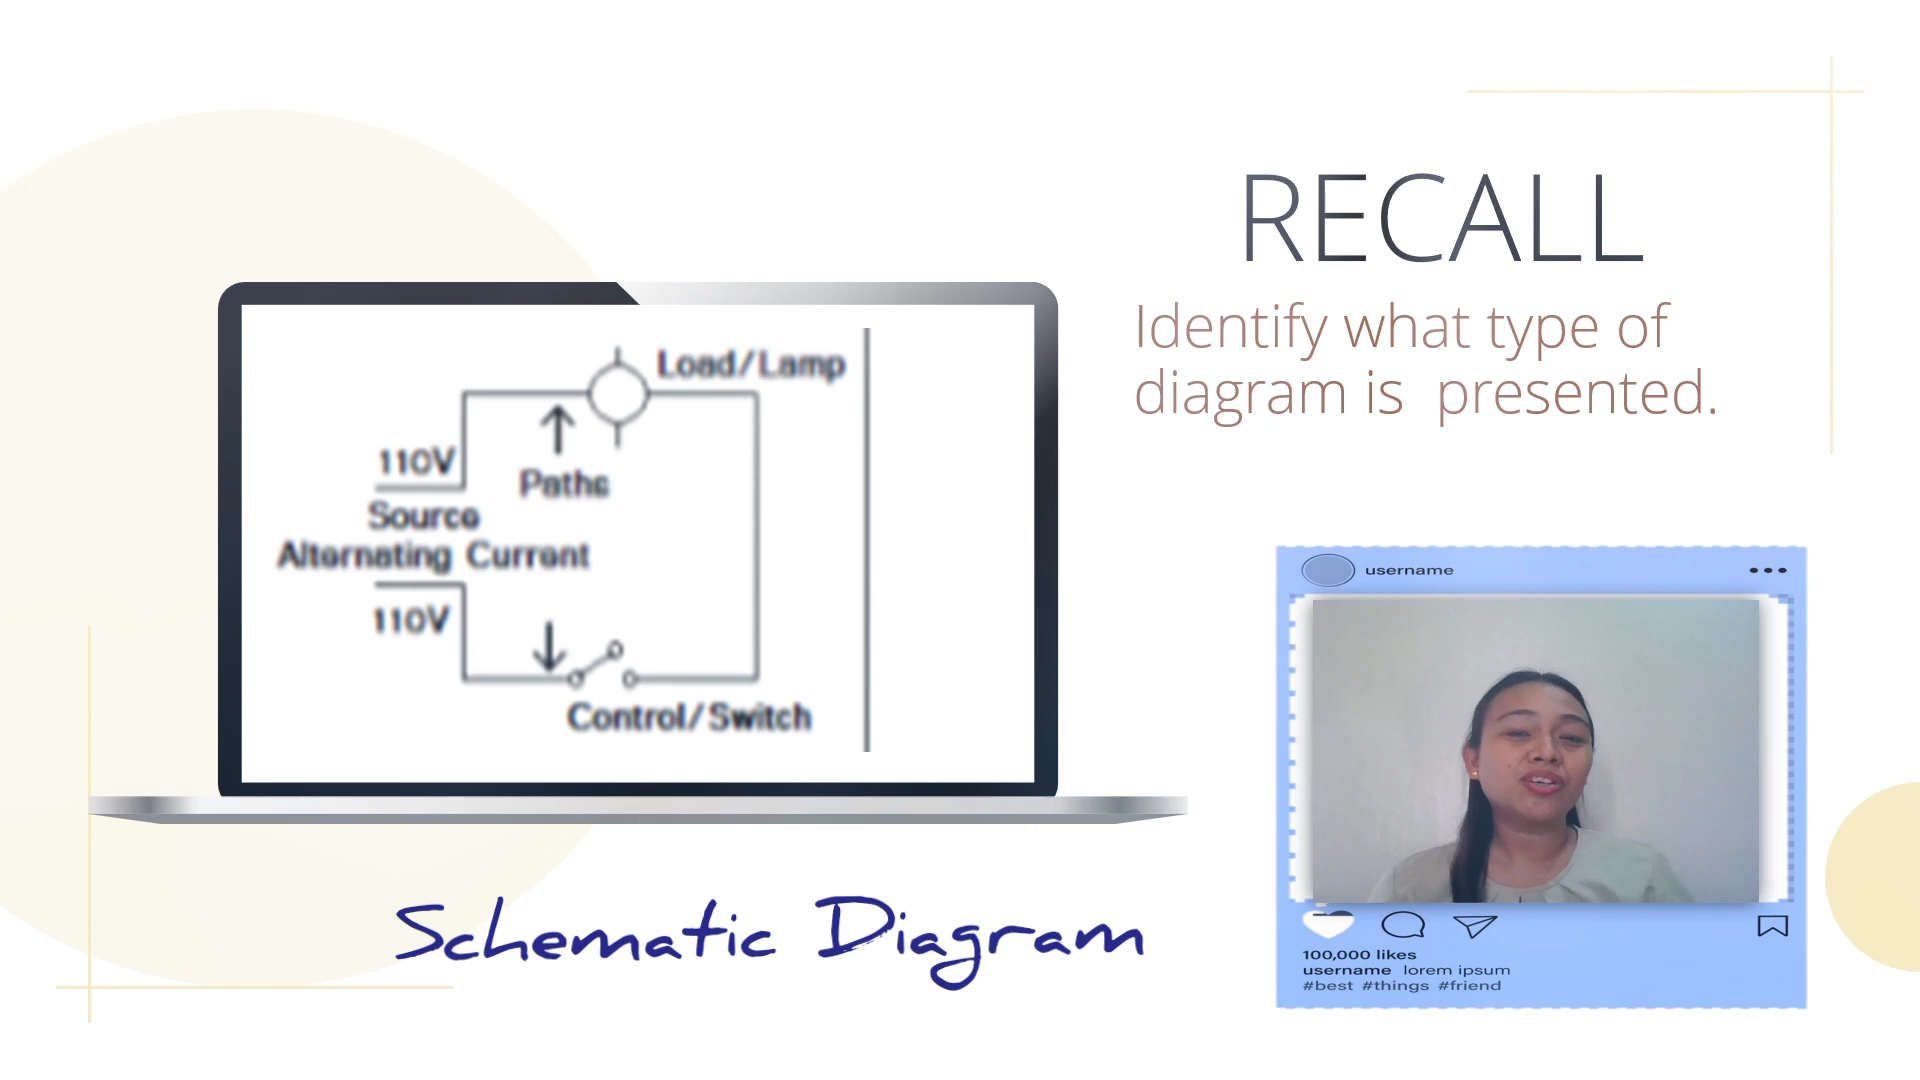 RECALL
Identify what type of
diagram is presented.
Load/Lamp
110V
Paths
Source
Alternating Current
110V
Control/Switch
Schematic Diagram
username
100,000 likes
username lorem ipsum
#best #things #friend